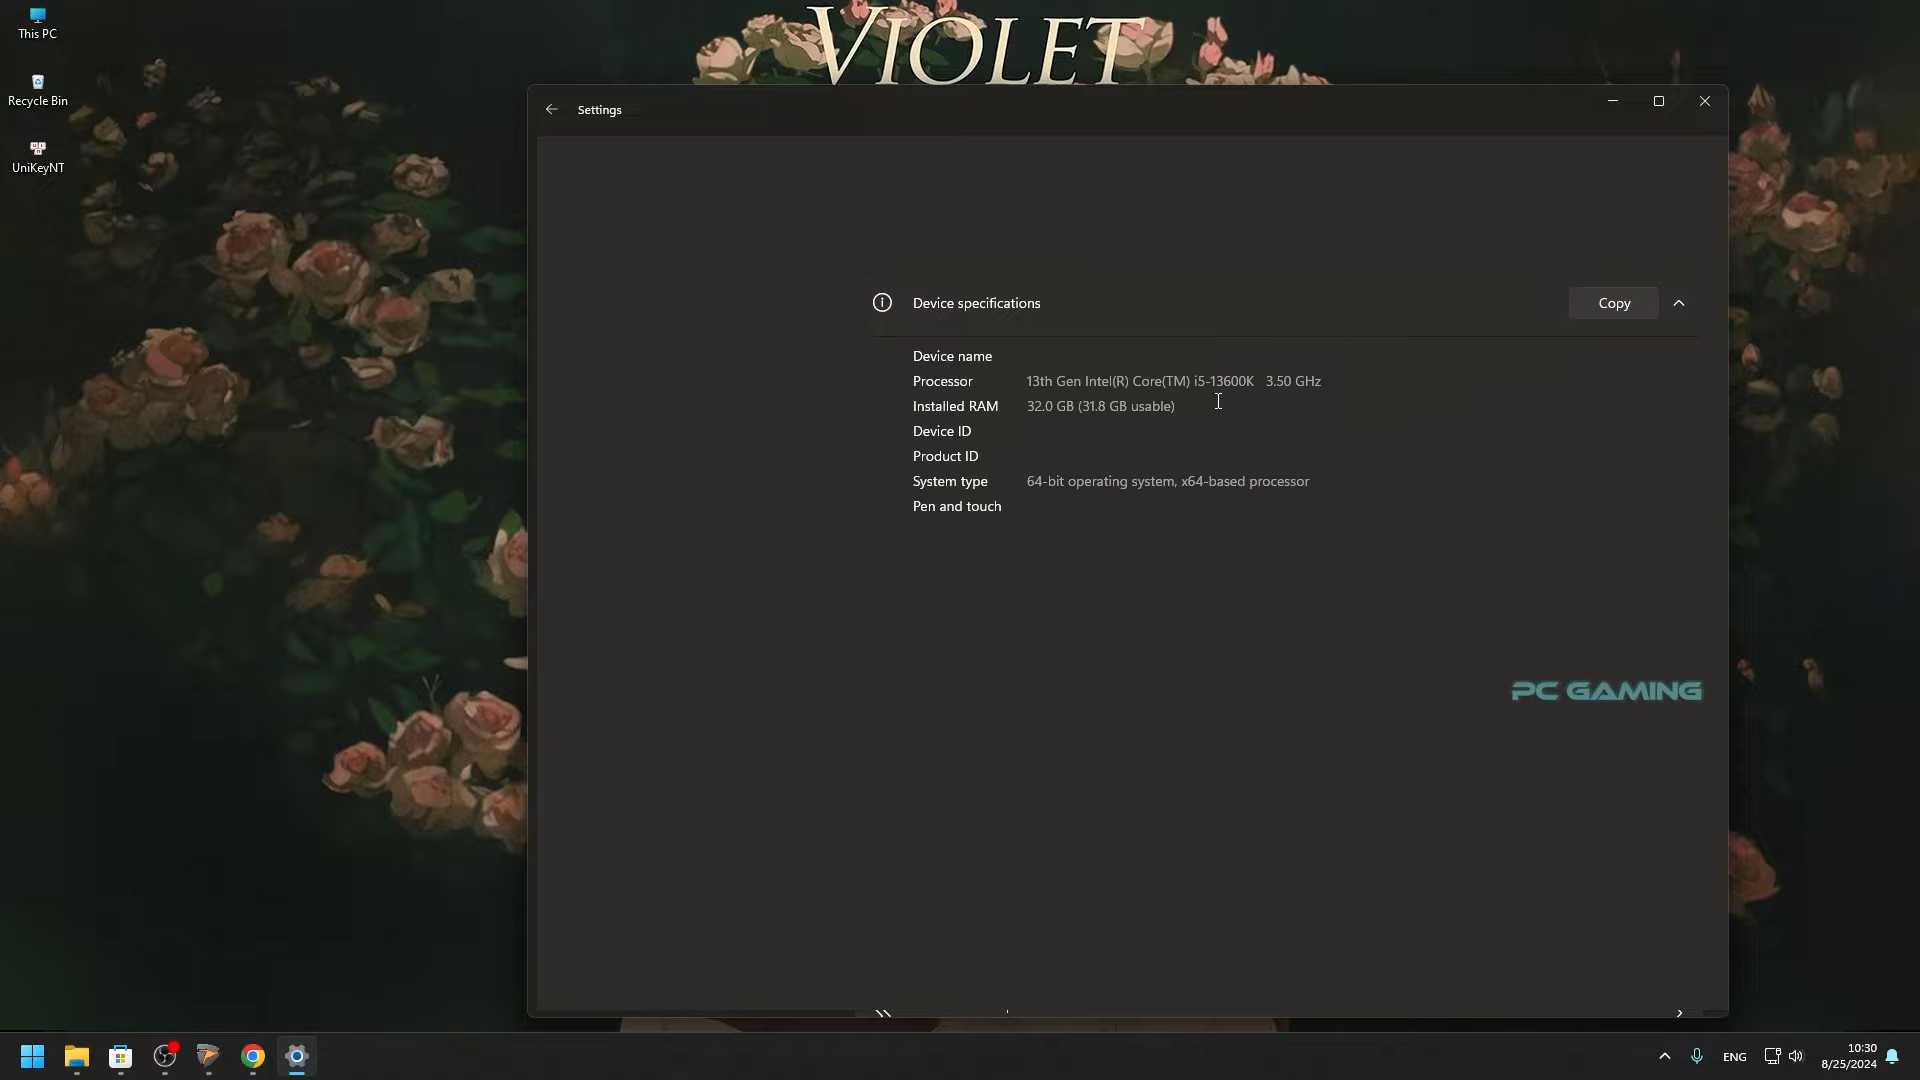 VIOLET
This PC
Recycle Bin
UniKeyNT
Settings
Device specifications
Copy
Device name
Processor 13th Gen Intel(R) Core(TM) i5-13600K 3.50 GHz
Installed RAM 32.0 GB (31.8 GB usable)
Device ID
Product ID
System type 64-bit operating system, x64-based processor
Pen and touch
PC GAMING
ENG
10:30
8/25/2024